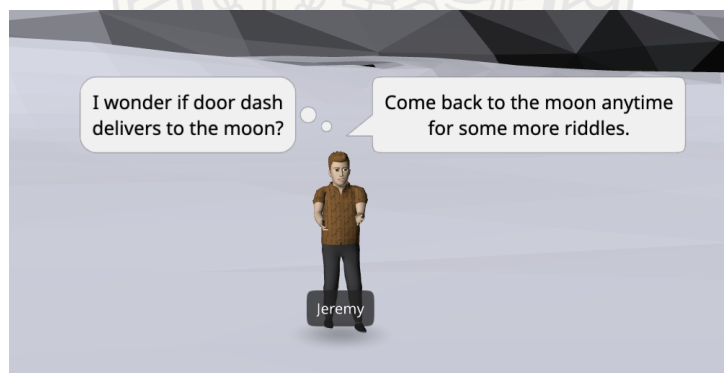 I wonder if door dash
delivers to the moon?
Come back to the moon anytime
for some more riddles.
Jeremy